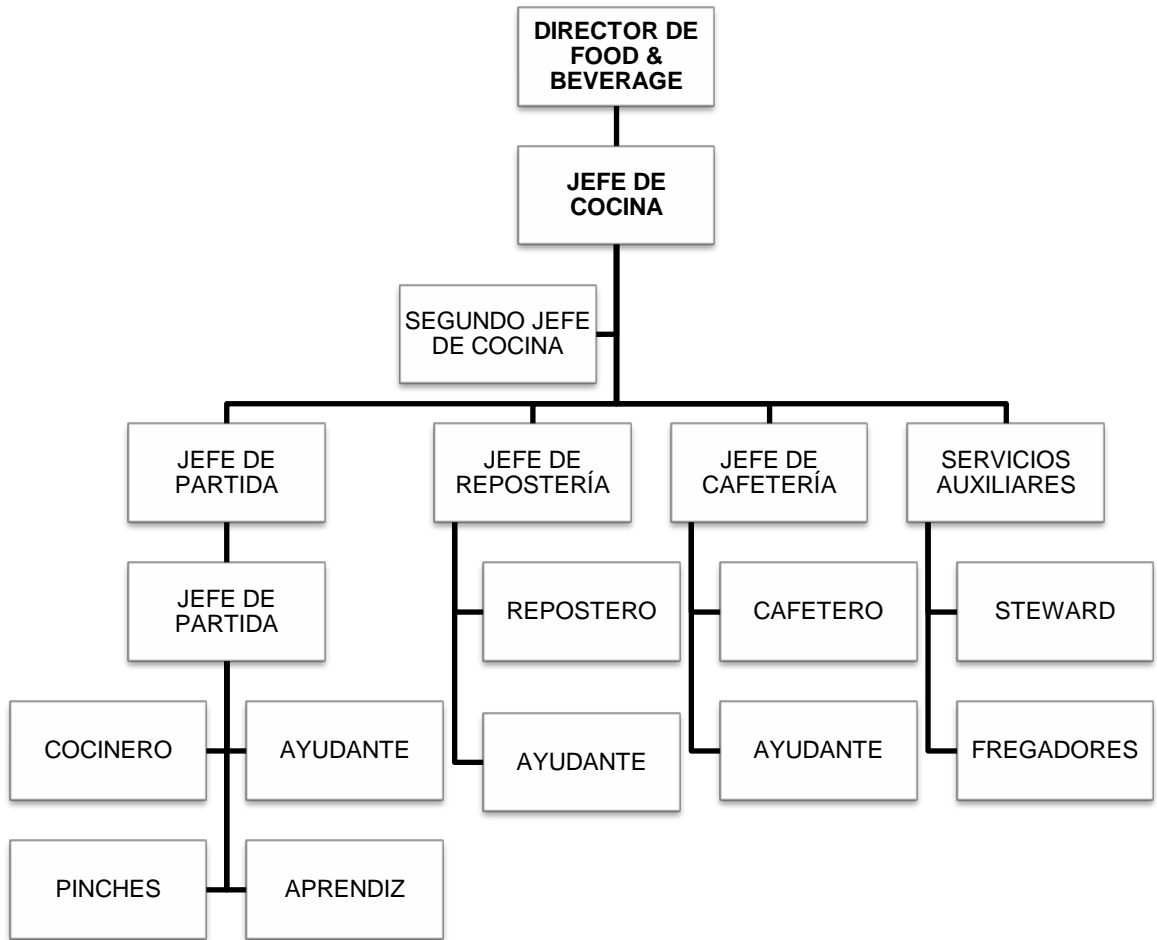 DIRECTOR DE
FOOD &
BEVERAGE
JEFE DE
COCINA
SEGUNDO JEFE
DE COCINA
JEFE DE
PARTIDA
JEFE DE
REPOSTERÍA
JEFE DE
CAFETERÍA
SERVICIOS
AUXILIARES
JEFE DE
PARTIDA
REPOSTERO
CAFETERO
STEWARD
COCINERO
AYUDANTE
AYUDANTE
AYUDANTE
FREGADORES
PINCHES
APRENDIZ